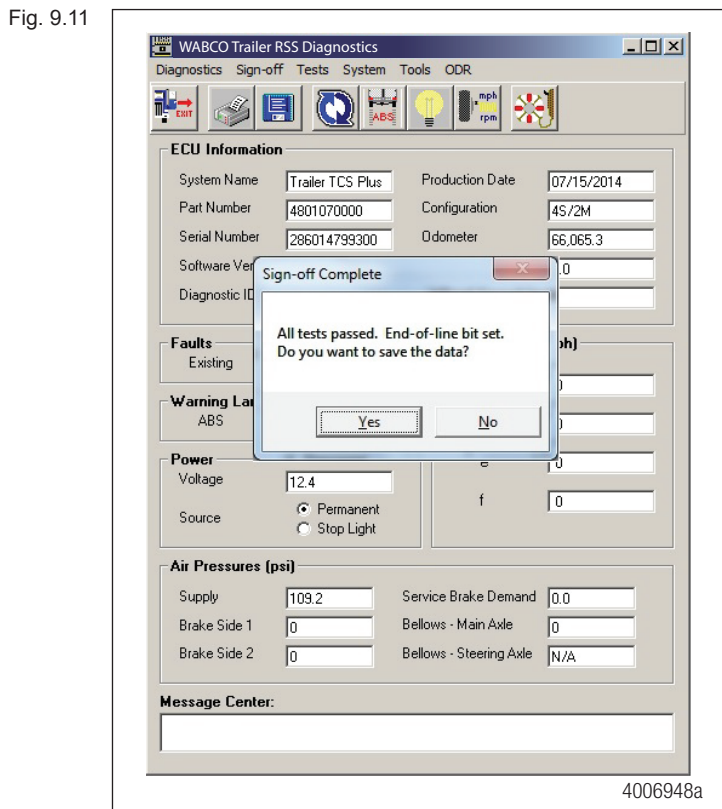 Fig. 9.11
WABCO Trailer RSS Diagnostics
Diagnostics Sign-off Tests System Tools ODR
EXIT ABS mph rpm
ECU Information
System Name Trailer TCS Plus Production Date 07/15/2014
Part Number 4801070000 Configuration 4S/2M
Serial Number 286014799300 Odometer 66,065.3
Software Ver .0
Diagnostic ID
Sign-off Complete
All tests passed. End-of-line bit set.
Do you want to save the data?
Yes No
Faults ph)
Existing
Warning La
ABS
Power
Voltage 12.4 e 0
Source Permanent f 0
Stop Light
Air Pressures (psi)
Supply 109.2 Service Brake Demand 0.0
Brake Side 1 0 Bellows - Main Axle 0
Brake Side 2 0 Bellows - Steering Axle N/A
Message Center:
4006948a